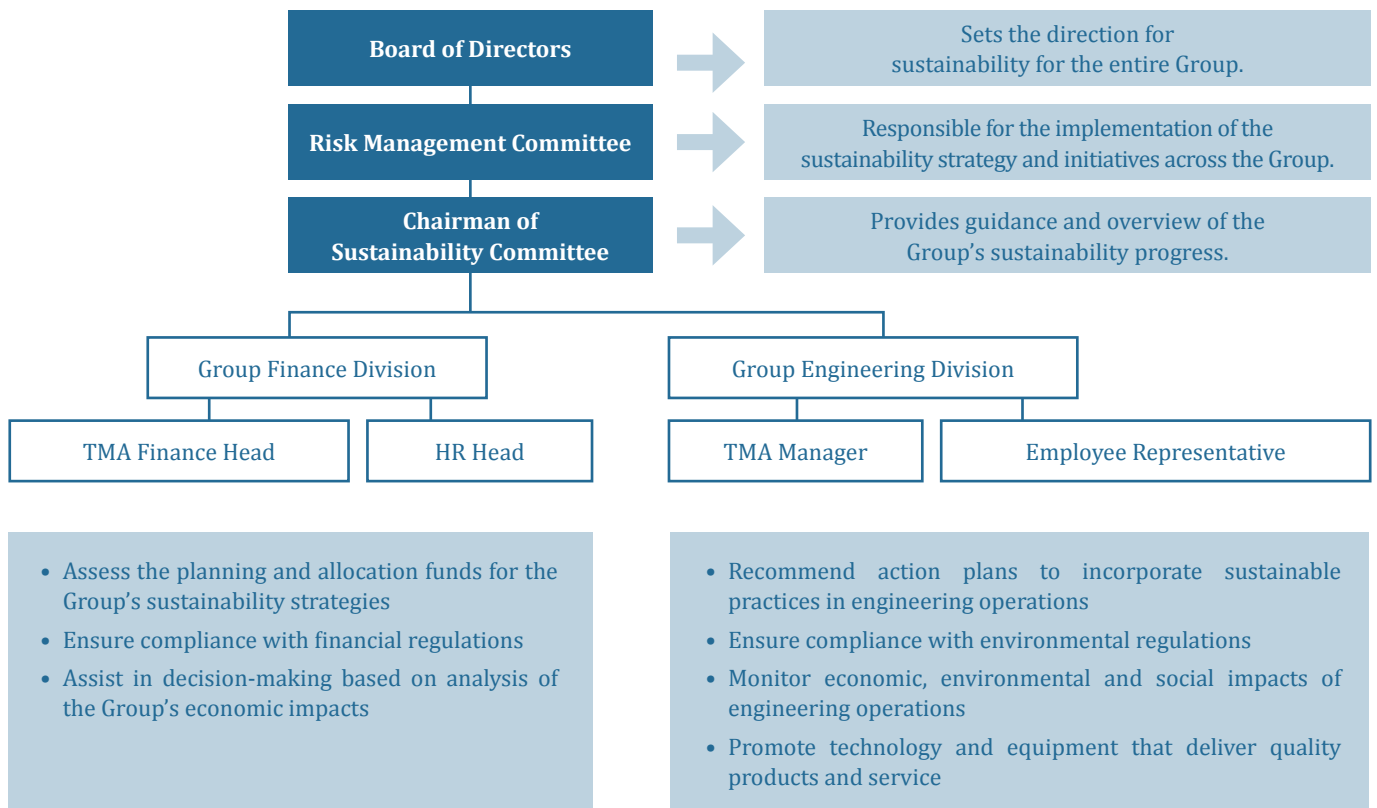 Board of Directors
Sets the direction for
sustainability for the entire Group.
Risk Management Committee
Responsible for the implementation of the
sustainability strategy and initiatives across the Group.
Chairman of
Sustainability Committee
Provides guidance and overview of the
Group’s sustainability progress.
Group Finance Division
Group Engineering Division
TMA Finance Head
HR Head
TMA Manager
Employee Representative
• Assess the planning and allocation funds for the
Group’s sustainability strategies
• Ensure compliance with financial regulations
• Assist in decision-making based on analysis of
the Group’s economic impacts
• Recommend action plans to incorporate sustainable
practices in engineering operations
• Ensure compliance with environmental regulations
• Monitor economic, environmental and social impacts of
engineering operations
• Promote technology and equipment that deliver quality
products and service